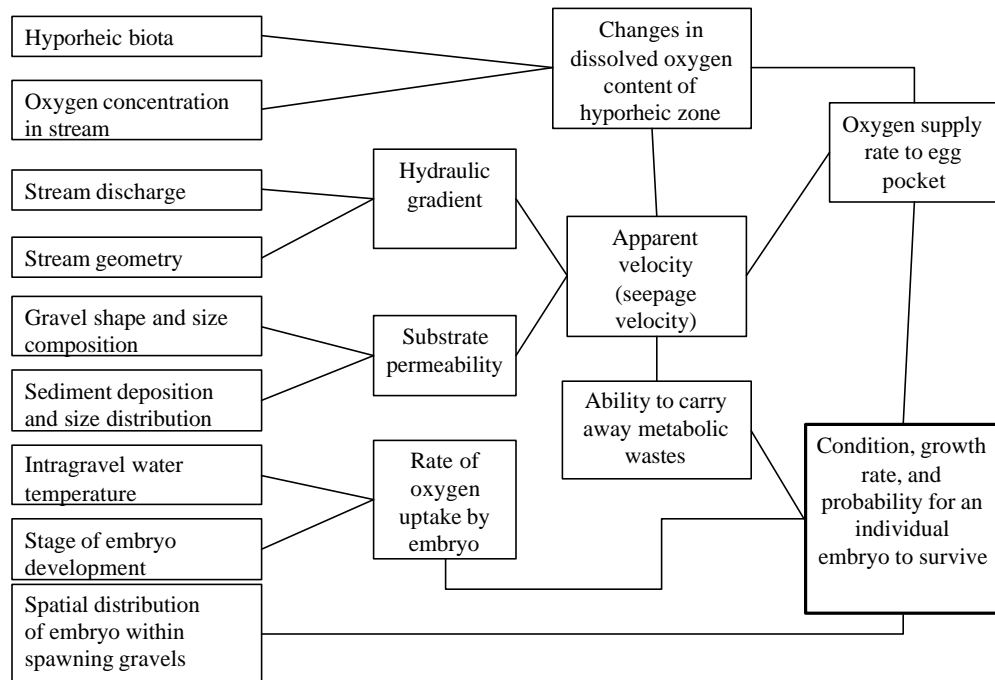 Hyporheic biota
Oxygen concentration
in stream
Stream discharge
Stream geometry
Gravel shape and size
composition
Sediment deposition
and size distribution
Intragravel water
temperature
Stage of embryo
development
Spatial distribution
of embryo within
spawning gravels
Hydraulic
gradient
Substrate
permeability
Rate of
oxygen
uptake by
embryo
Changes in
dissolved oxygen
content of
hyporheic zone
Apparent
velocity
(seepage
velocity)
Ability to carry
away metabolic
wastes
Oxygen supply
rate to egg
pocket
Condition, growth
rate, and
probability for an
individual
embryo to survive